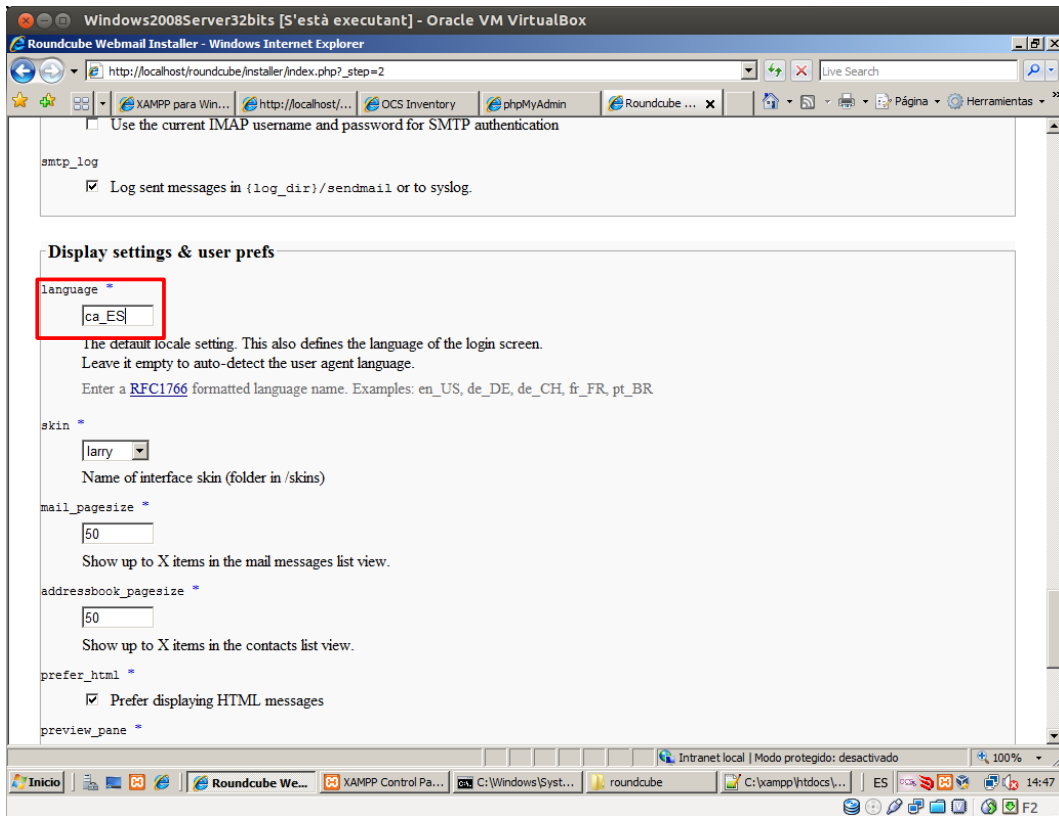 Windows2008Server32bits [S'està executant] - Oracle VM VirtualBox
Roundcube Webmail Installer - Windows Internet Explorer
http://localhost/roundcube/installer/index.php?_step=2
Live Search
XAMPP para Win...
http://localhost/...
OCS Inventory
phpMyAdmin
Roundcube ...
Página
Herramientas
Use the current IMAP username and password for SMTP authentication
smtp_log
Log sent messages in {log_dir}/sendmail or to syslog.
Display settings & user prefs
language *
ca_ES
The default locale setting. This also defines the language of the login screen.
Leave it empty to auto-detect the user agent language.
Enter a RFC1766 formatted language name. Examples: en_US, de_DE, de_CH, fr_FR, pt_BR
skin *
larry
Name of interface skin (folder in /skins)
mail_pagesize *
50
Show up to X items in the mail messages list view.
addressbook_pagesize *
50
Show up to X items in the contacts list view.
prefer_html *
Prefer displaying HTML messages
preview_pane *
Intranet local | Modo protegido: desactivado
100%
Inicio
Roundcube We...
XAMPP Control Pa...
C:\Windows\Syst...
roundcube
C:\xampp\htdocs\...
ES
14:47
F2